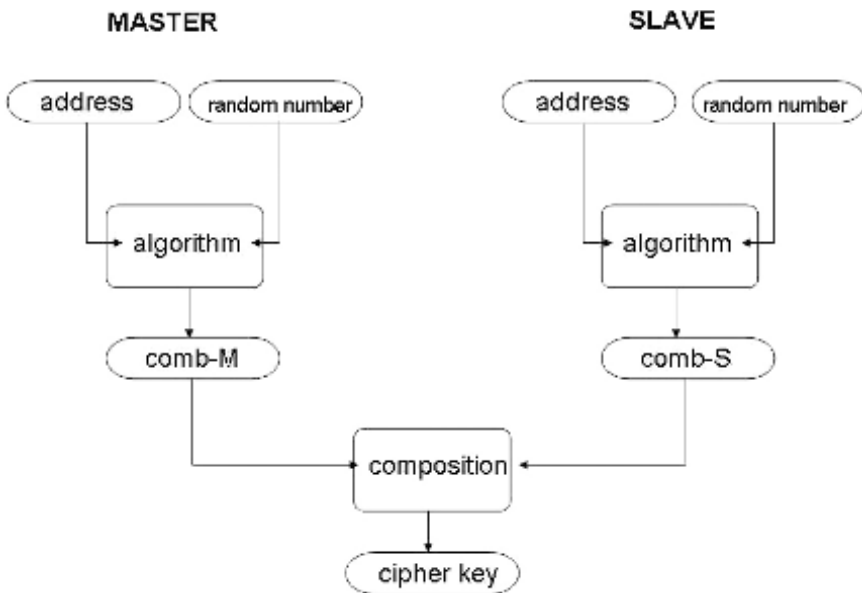 MASTER
SLAVE
address
random number
address
random number
algorithm
algorithm
comb-M
comb-S
composition
cipher key